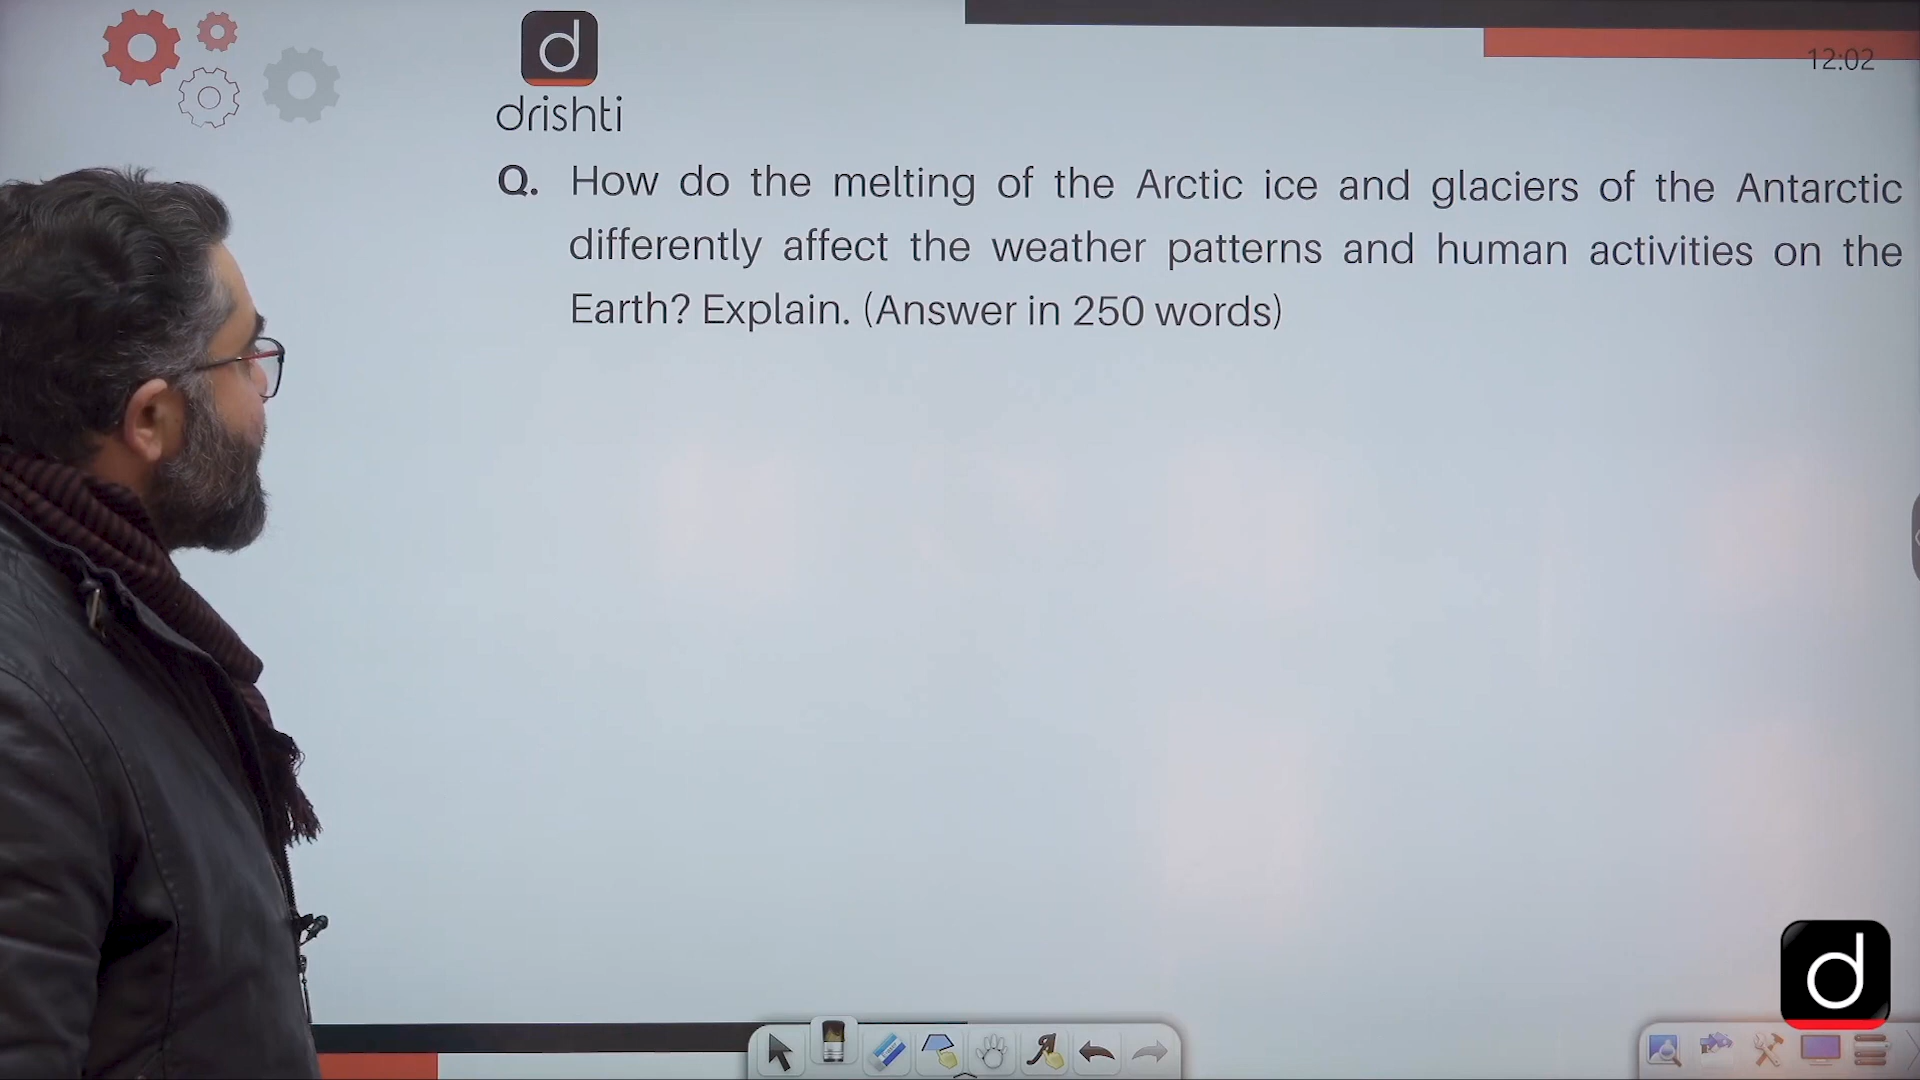 d
drishti
12:02
Q. How do the melting of the Arctic ice and glaciers of the Antarctic
differently affect the weather patterns and human activities on the
Earth? Explain. (Answer in 250 words)
d